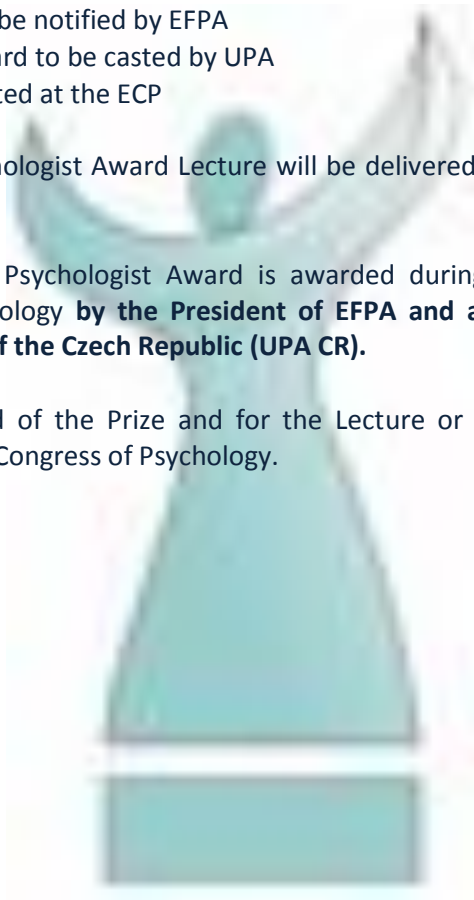 be notified by EFPA
rd to be casted by UPA
ted at the ECP
hologist Award Lecture will be delivered
Psychologist Award is awarded during
ology by the President of EFPA and a
f the Czech Republic (UPA CR).
d of the Prize and for the Lecture or
Congress of Psychology.